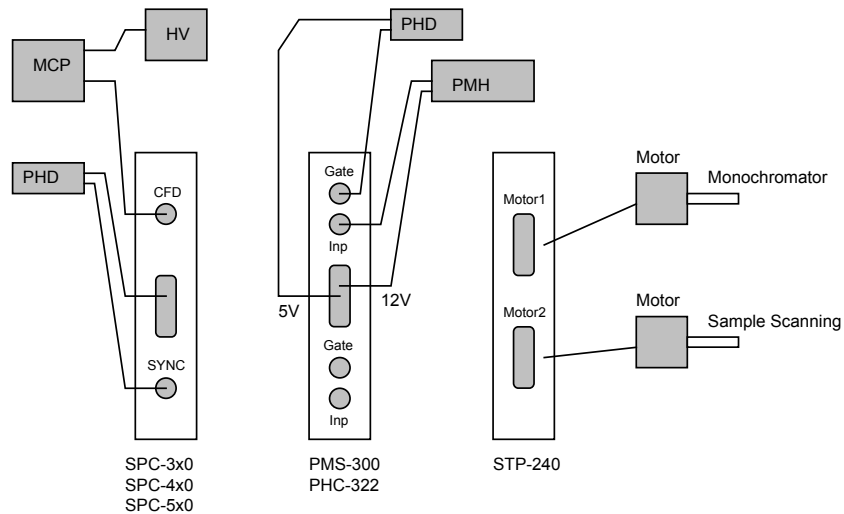 HV
MCP
PHD
CFD
SYNC
SPC-3x0
SPC-4x0
SPC-5x0
PHD
PMH
Gate
Inp
5V
12V
Gate
Inp
PMS-300
PHC-322
Motor1
Motor2
STP-240
Motor
Monochromator
Motor
Sample Scanning